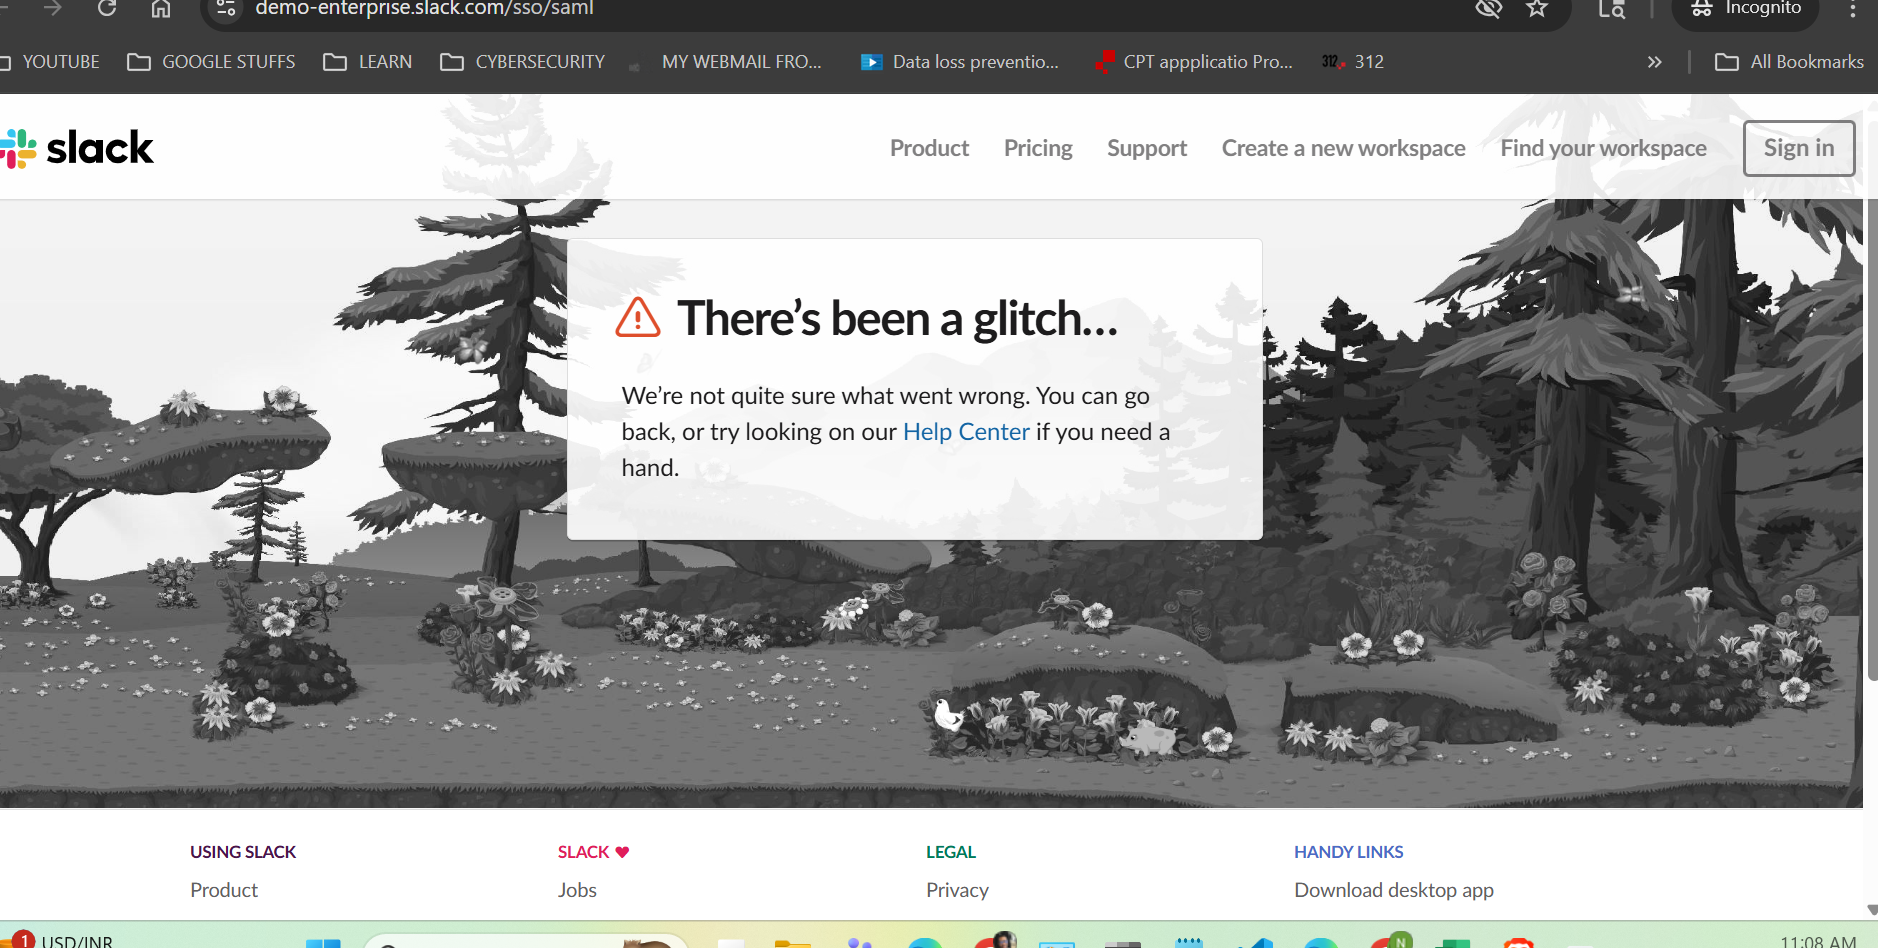 demo-enterprise.slack.com/sso/saml
Incognito
YOUTUBE
GOOGLE STUFFS
LEARN
CYBERSECURITY
MY WEBMAIL FRO...
Data loss preventio...
CPT appplicatio Pro...
312
312
»
All Bookmarks
slack
Product
Pricing
Support
Create a new workspace
Find your workspace
Sign in
There’s been a glitch...
We’re not quite sure what went wrong. You can go
back, or try looking on our Help Center if you need a
hand.
USING SLACK
SLACK
LEGAL
HANDY LINKS
Product
Jobs
Privacy
Download desktop app
1
USD/INR
N
11:08 AM